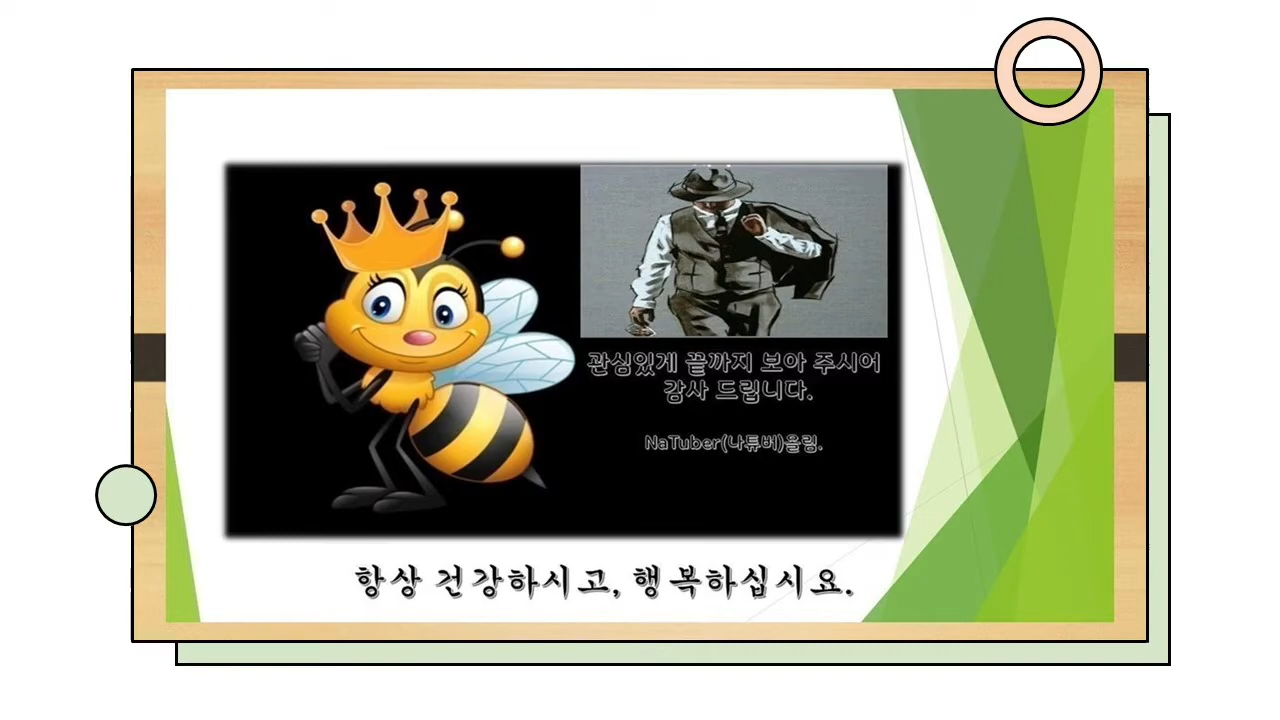 관심있게 끝까지 보아 주시어
감사 드립니다.
NaTuber(나튜버)올림.
항상 건강하시고, 행복하십시요.